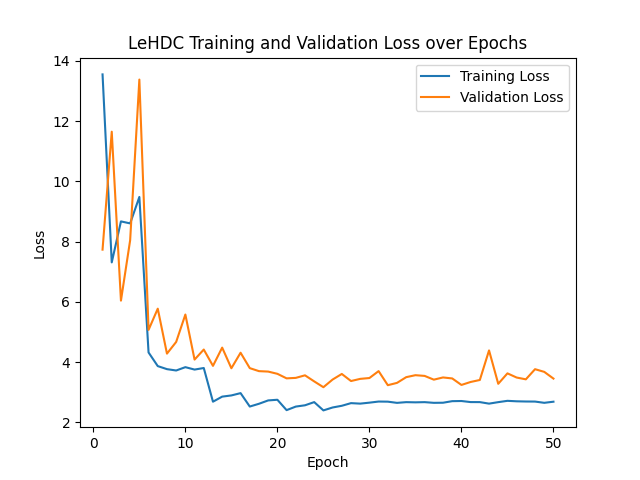 LeHDC Training and Validation Loss over Epochs
Training Loss
Validation Loss
14
12
10
8
6
4
2
Loss
0
10
20
30
40
50
Epoch